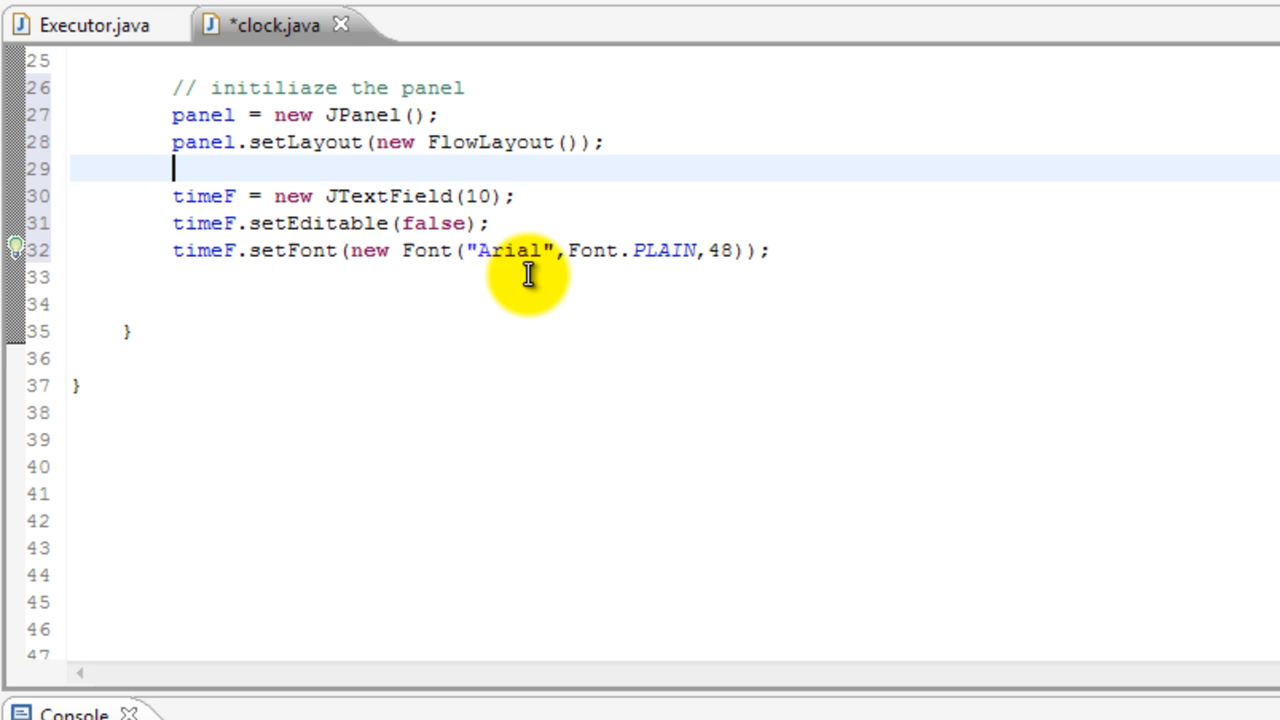 Executor.java
*clock.java
25
26 // initiliaze the panel
27 panel = new JPanel();
28 panel.setLayout(new FlowLayout());
29
30 timeF = new JTextField(10);
31 timeF.setEditable(false);
32 timeF.setFont(new Font("Arial",Font.PLAIN,48));
33
34
35 }
36
37 }
38
39
40
41
42
43
44
45
46
47
Console